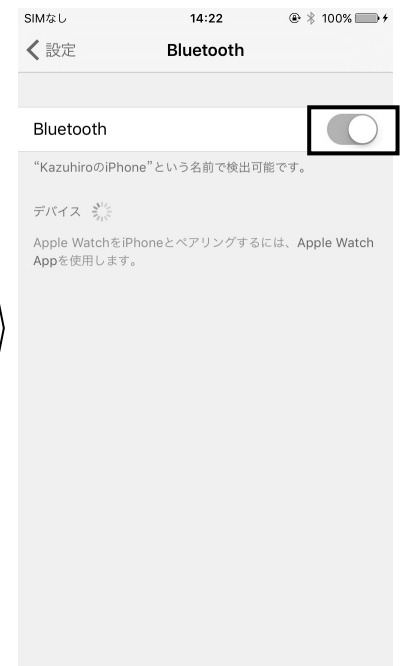 SIMなし 14:22 100%
設定 Bluetooth
Bluetooth
“KazuhiroのiPhone”という名前で検出可能です。
デバイス
Apple WatchをiPhoneとペアリングするには、Apple Watch
Appを使用します。